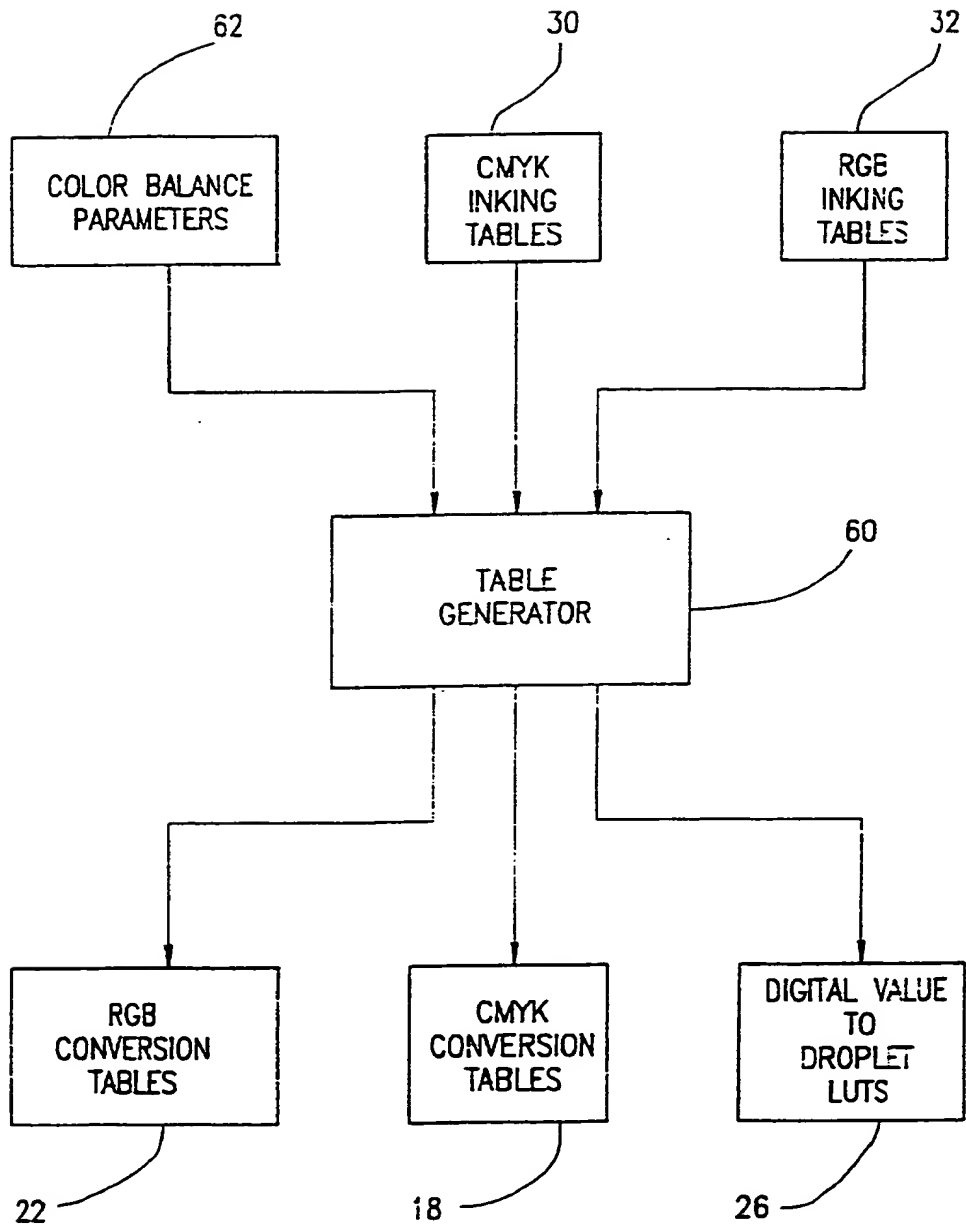 62
30
32
COLOR BALANCE
PARAMETERS
CMYK
INKING
TABLES
RGB
INKING
TABLES
60
TABLE
GENERATOR
RGB
CONVERSION
TABLES
CMYK
CONVERSION
TABLES
DIGITAL VALUE
TO
DROPLET
LUTS
22
18
26